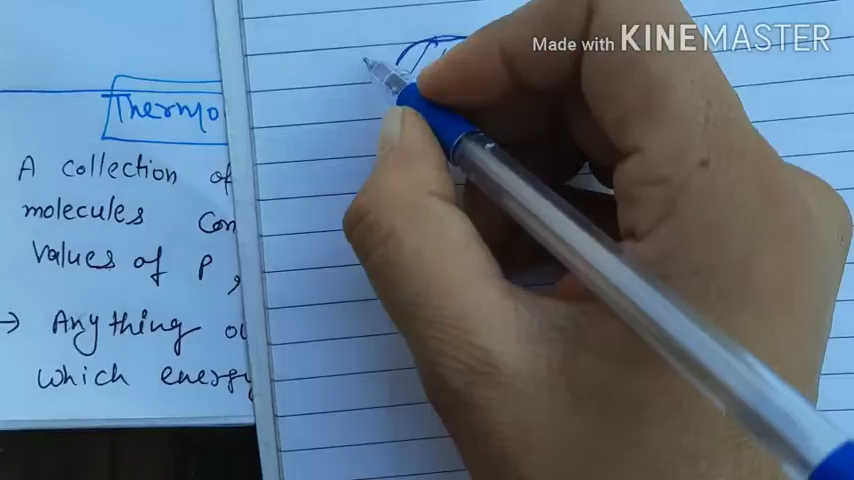 Made with KINEMASTER
Thermo
A collection of
molecules Con
Values of P,
→ Anything
which energy